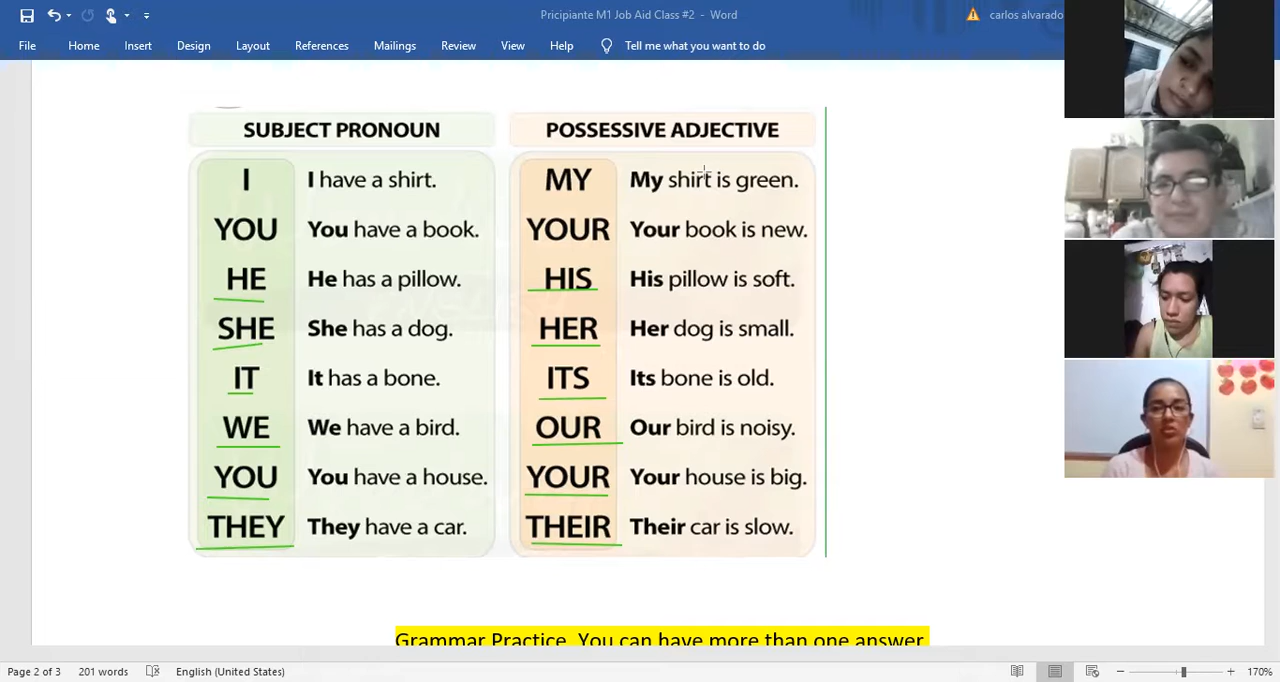 Pricipiante M1 Job Aid Class #2 - Word
carlos alvarado
File Home Insert Design Layout References Mailings Review View Help Tell me what you want to do
SUBJECT PRONOUN POSSESSIVE ADJECTIVE
I I have a shirt. MY My shirt is green.
YOU You have a book. YOUR Your book is new.
HE He has a pillow. HIS His pillow is soft.
SHE She has a dog. HER Her dog is small.
IT It has a bone. ITS Its bone is old.
WE We have a bird. OUR Our bird is noisy.
YOU You have a house. YOUR Your house is big.
THEY They have a car. THEIR Their car is slow.
Grammar Practice. You can have more than one answer
Page 2 of 3 201 words English (United States) 170%